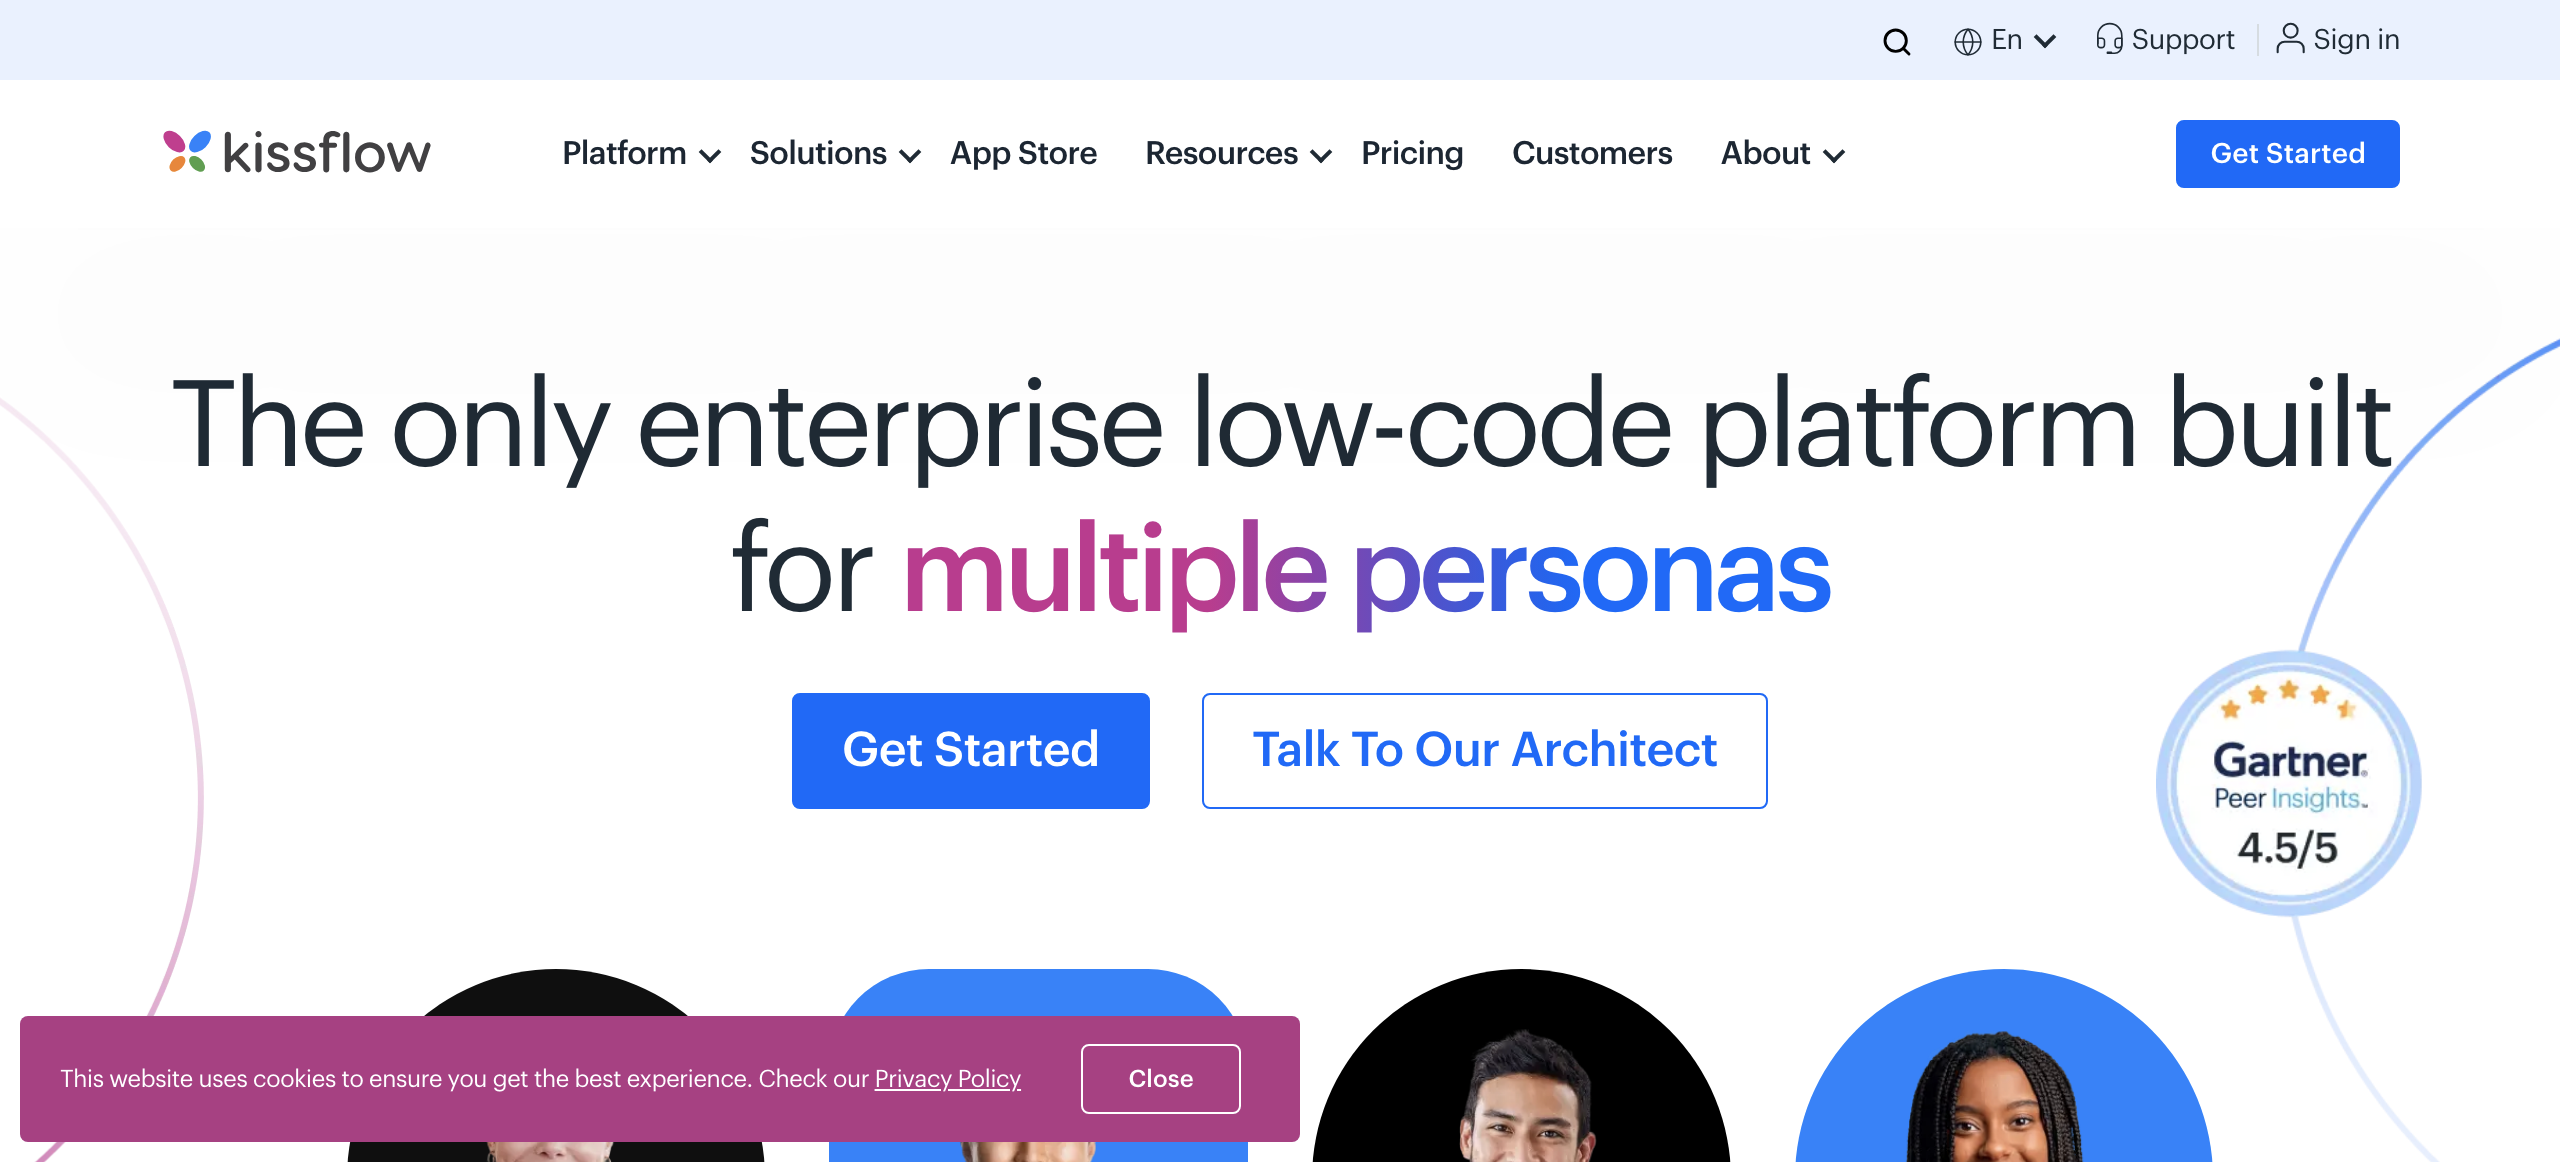 En
Support
Sign in
kissflow
Platform
Solutions
App Store
Resources
Pricing
Customers
About
Get Started
The only enterprise low-code platform built
for multiple personas
Get Started
Talk To Our Architect
Gartner®
Peer Insights™
4.5/5
This website uses cookies to ensure you get the best experience. Check our Privacy Policy
Close